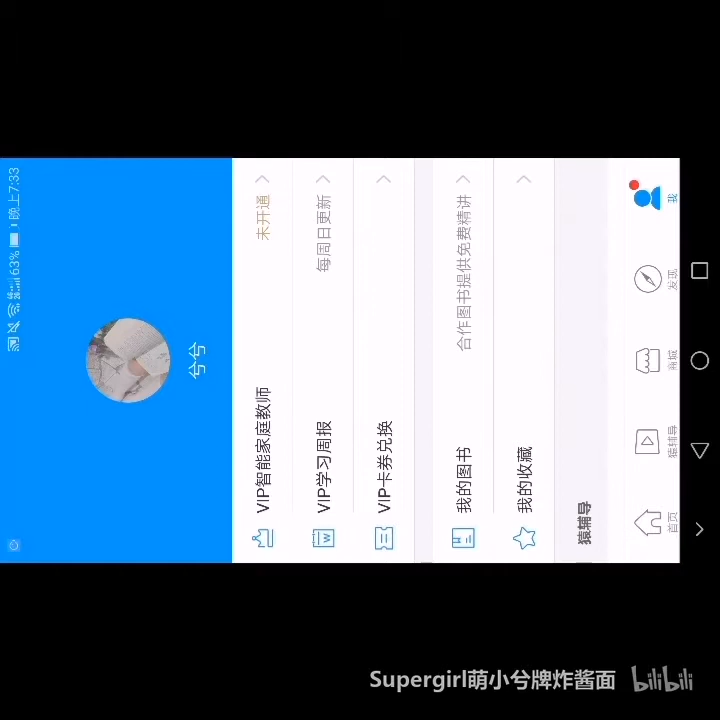 63% 晚上7:33
兮兮
VIP智能家庭教师 未开通
VIP学习周报 每周日更新
VIP卡券兑换
我的图书 合作图书提供免费精讲
我的收藏
猿辅导
首页 猿辅导 商城 发现 我
Supergirl萌小兮牌炸酱面 bilibili